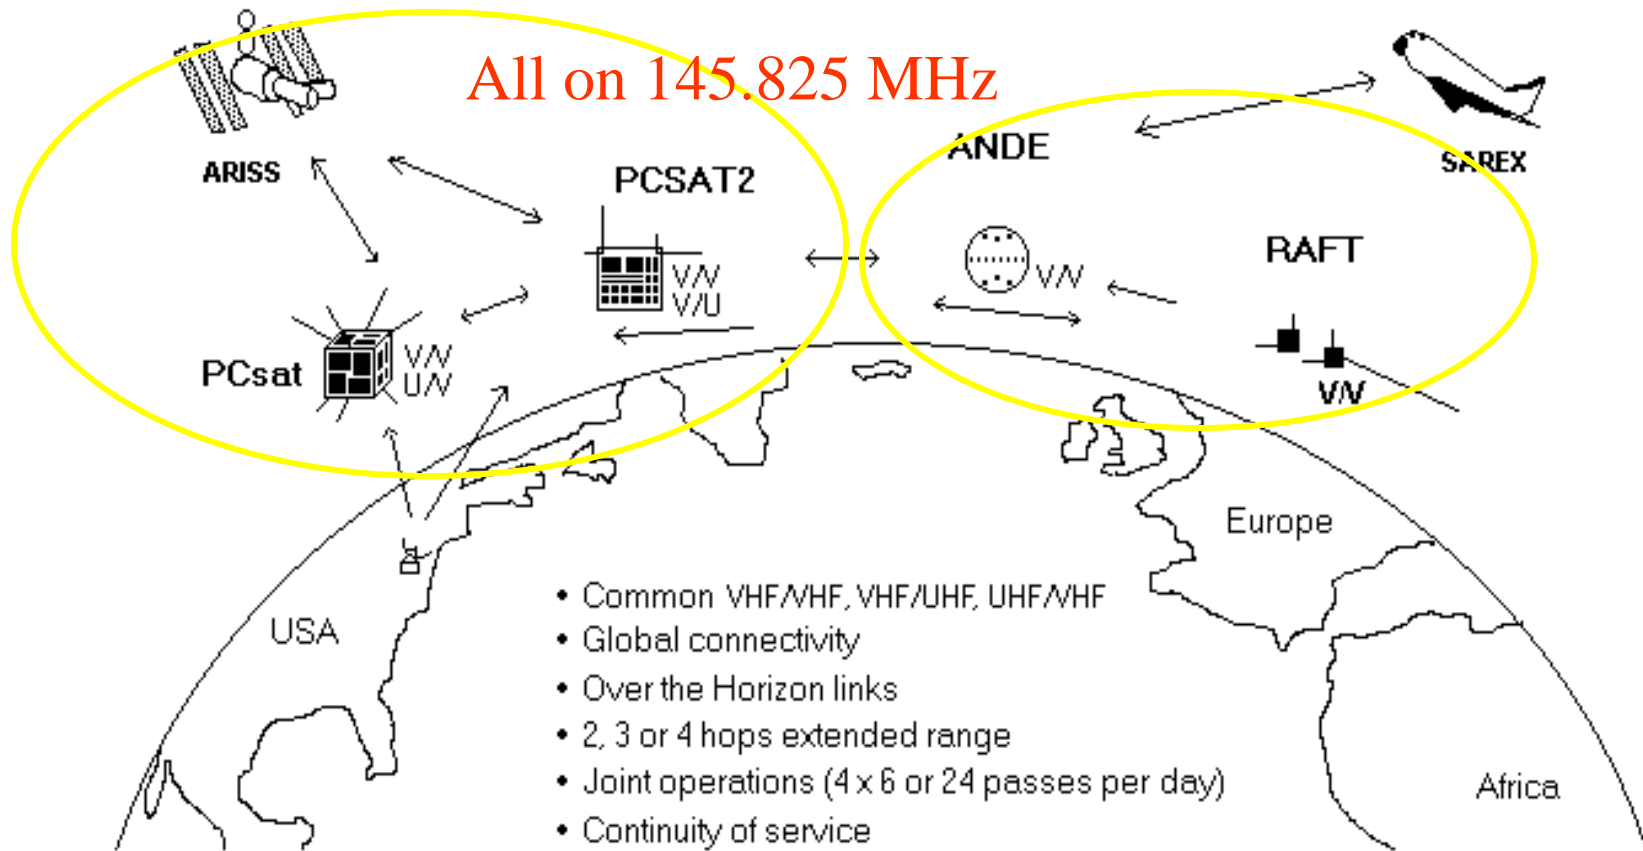 All on 145.825 MHz
ARISS
PCSAT2
ANDE
SAREX
V/V
V/U
V/V
RAFT
PCsat
V/V
U/V
V/V
Europe
USA
• Common VHF/VHF, VHF/UHF, UHF/VHF
• Global connectivity
• Over the Horizon links
• 2, 3 or 4 hops extended range
• Joint operations (4 x 6 or 24 passes per day)
• Continuity of service
Africa